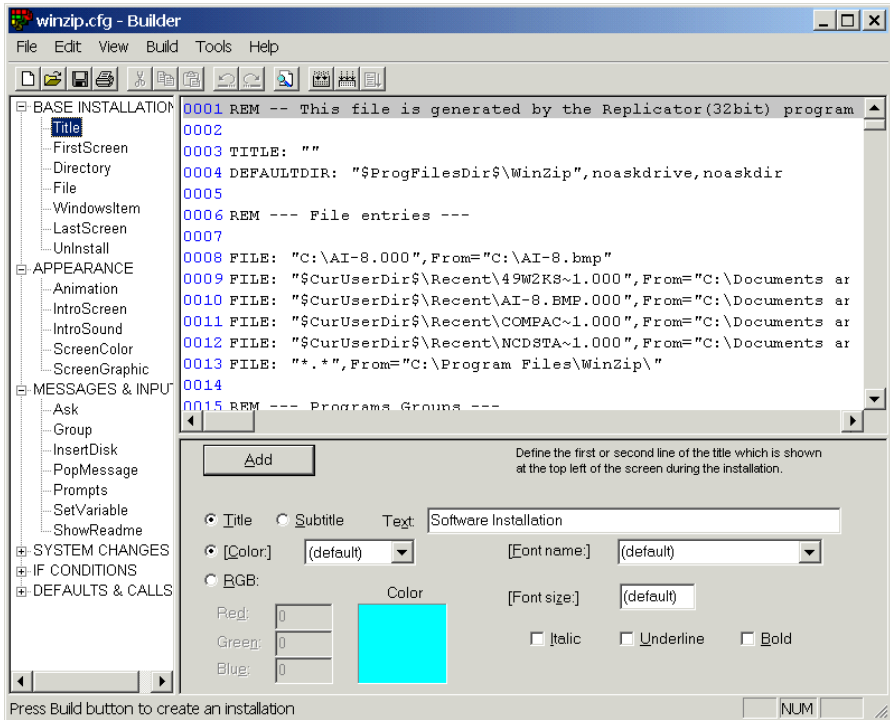 winzip.cfg - Builder
File Edit View Build Tools Help
BASE INSTALLATION
Title
FirstScreen
Directory
File
WindowsItem
LastScreen
UnInstall
APPEARANCE
Animation
IntroScreen
IntroSound
ScreenColor
ScreenGraphic
MESSAGES & INPUT
Ask
Group
InsertDisk
PopMessage
Prompts
SetVariable
ShowReadme
SYSTEM CHANGES
IF CONDITIONS
DEFAULTS & CALLS
0001 REM -- This file is generated by the Replicator(32bit) program
0002
0003 TITLE: ""
0004 DEFAULTDIR: "$ProgFilesDir$\WinZip",noaskdrive,noaskdir
0005
0006 REM --- File entries ---
0007
0008 FILE: "C:\AI-8.000",From="C:\AI-8.bmp"
0009 FILE: "$CurUserDir$\Recent\49W2KS~1.000",From="C:\Documents ar
0010 FILE: "$CurUserDir$\Recent\AI-8.BMP.000",From="C:\Documents ar
0011 FILE: "$CurUserDir$\Recent\COMPAC~1.000",From="C:\Documents ar
0012 FILE: "$CurUserDir$\Recent\NCDSTA~1.000",From="C:\Documents ar
0013 FILE: "*.*",From="C:\Program Files\WinZip\"
0014
0015 REM --- Programs Groups ---
Add
Define the first or second line of the title which is shown
at the top left of the screen during the installation.
Title Subtitle Text: Software Installation
[Color:] (default) [Font name:] (default)
RGB:
Color
[Font size:] (default)
Red: 0
Green: 0
Blue: 0
Italic Underline Bold
Press Build button to create an installation
NUM